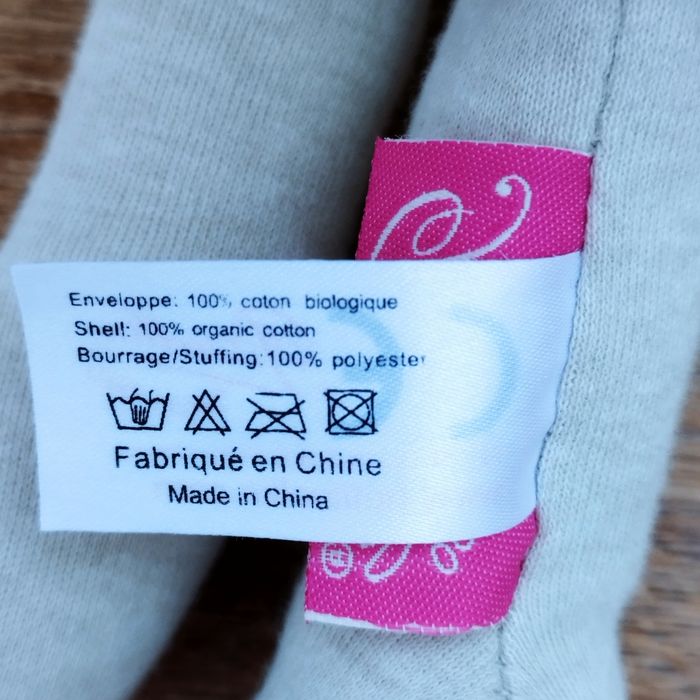 Enveloppe: 100% coton biologique
Shell: 100% organic cotton
Bourrage/Stuffing:100% polyester
Fabriqué en Chine
Made in China